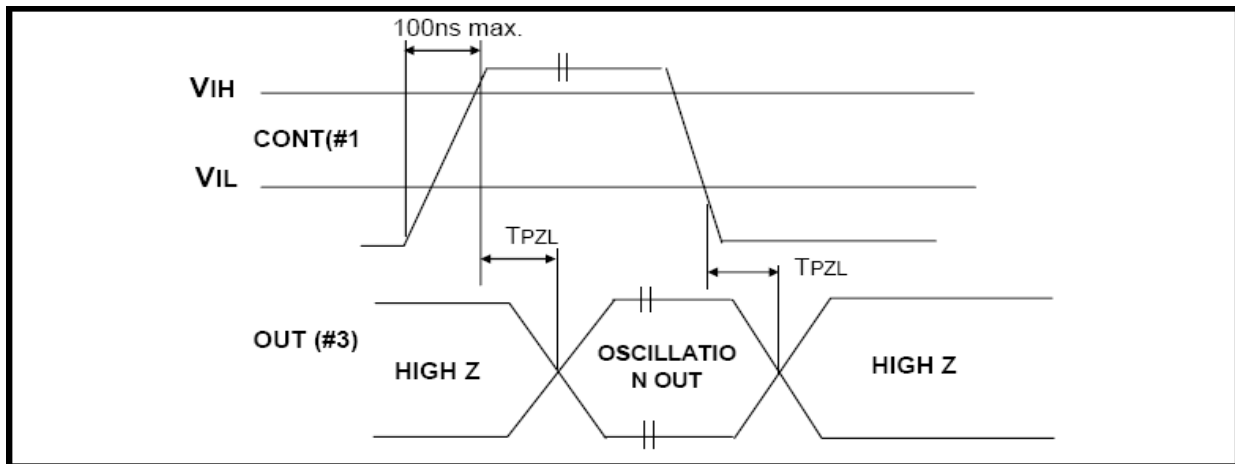 100ns max.
VIH
CONT(#1
VIL
TPZL
TPZL
OUT (#3)
HIGH Z
OSCILLATIO
N OUT
HIGH Z